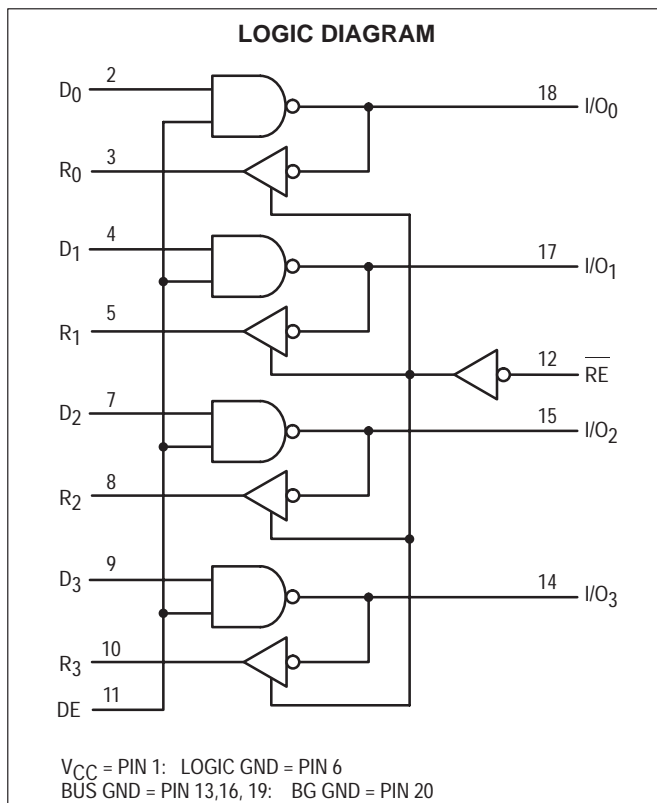 LOGIC DIAGRAM
D0 2
18 I/O0
R0 3
D1 4
17 I/O1
R1 5
12 RE
D2 7
15 I/O2
R2 8
D3 9
14 I/O3
R3 10
DE 11
VCC = PIN 1: LOGIC GND = PIN 6
BUS GND = PIN 13,16, 19: BG GND = PIN 20